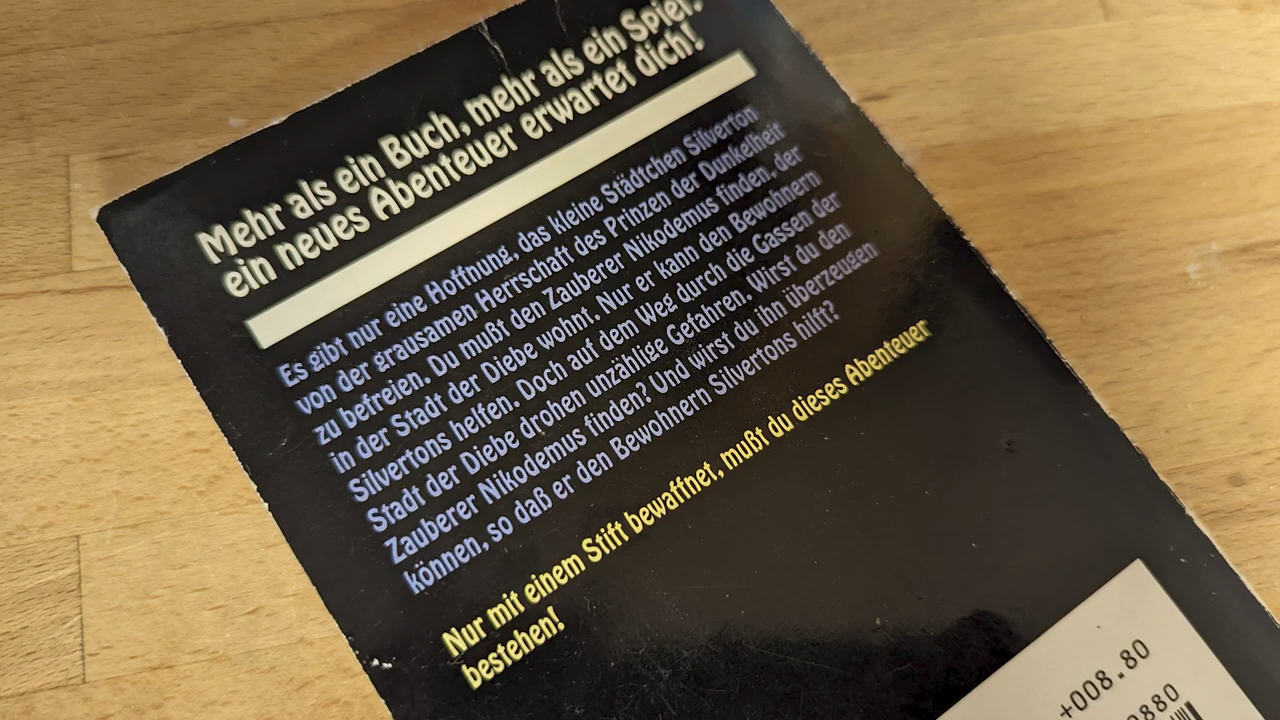 Mehr als ein Buch, mehr als ein Spiel,
ein neues Abenteuer erwartet dich!
Es gibt nur eine Hoffnung, das kleine Städtchen Silverton
von der grausamen Herrschaft des Prinzen der Dunkelheit
zu befreien. Du mußt den Zauberer Nikodemus finden, der
in der Stadt der Diebe wohnt. Nur er kann den Bewohnern
Silvertons helfen. Doch auf dem Weg durch die Gassen der
Stadt der Diebe drohen unzählige Gefahren. Wirst du den
Zauberer Nikodemus finden? Und wirst du ihn überzeugen
können, so daß er den Bewohnern Silvertons hilft?
Nur mit einem Stift bewaffnet, mußt du dieses Abenteuer
bestehen!
+008.80